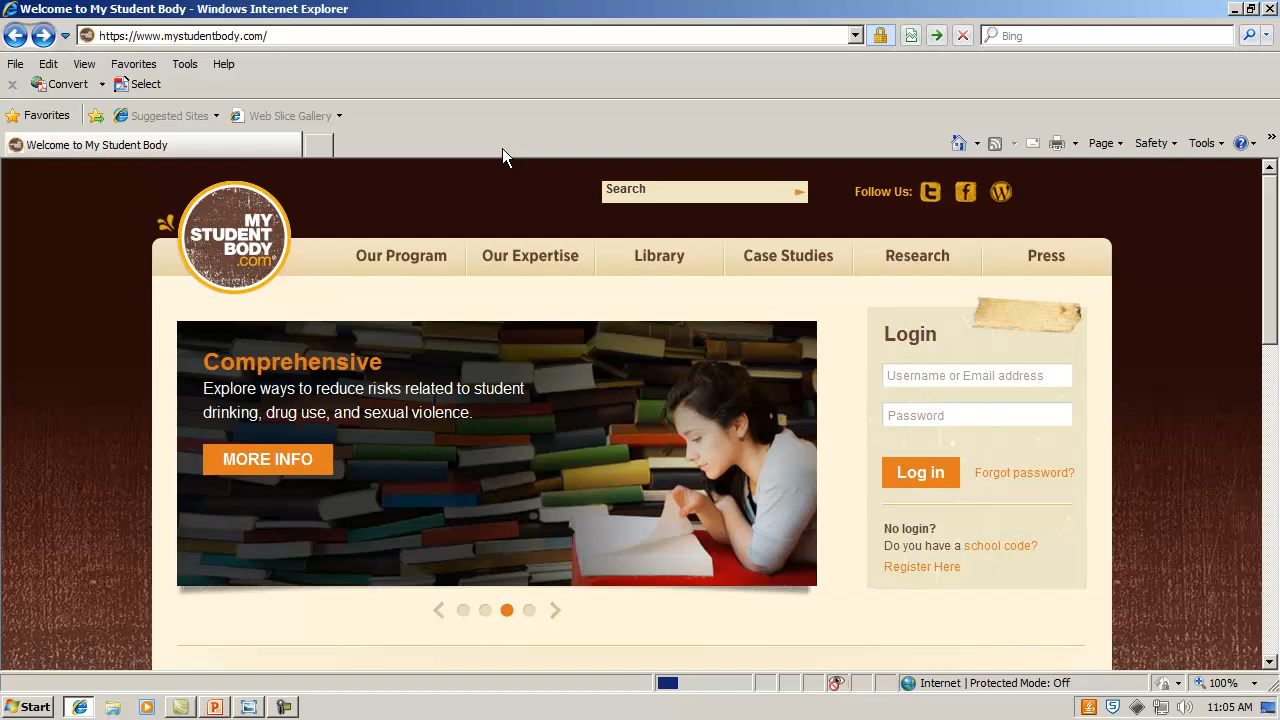 Welcome to My Student Body - Windows Internet Explorer
https://www.mystudentbody.com/
Bing
File Edit View Favorites Tools Help
Convert Select
Favorites Suggested Sites Web Slice Gallery
Welcome to My Student Body
Page Safety Tools
Search
Follow Us:
MY
STUDENT
BODY
.com
Our Program Our Expertise Library Case Studies Research Press
Comprehensive
Explore ways to reduce risks related to student
drinking, drug use, and sexual violence.
MORE INFO
Login
Username or Email address
Password
Log in Forgot password?
No login?
Do you have a school code?
Register Here
Internet | Protected Mode: Off
100%
Start
11:05 AM